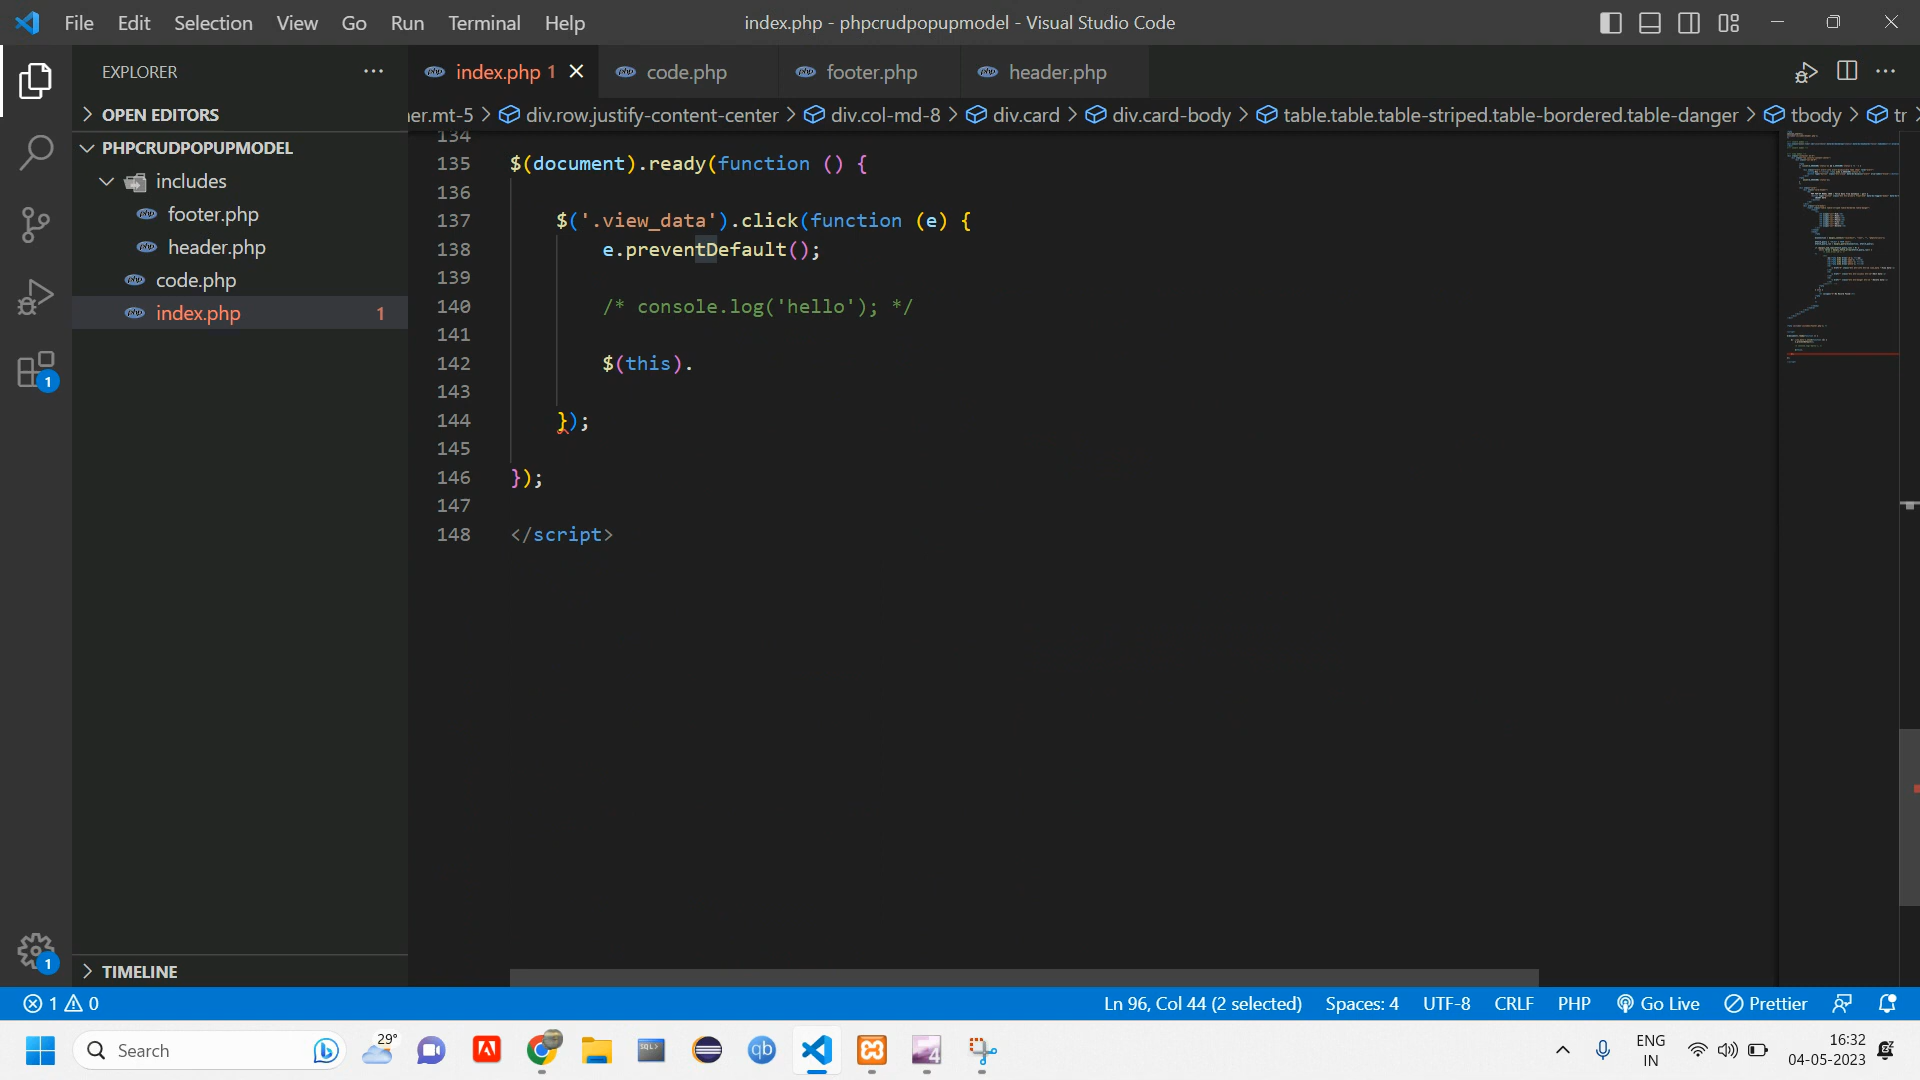 File Edit Selection View Go Run Terminal Help
index.php - phpcrudpopupmodel - Visual Studio Code
EXPLORER
index.php 1
code.php
footer.php
header.php
OPEN EDITORS
er.mt-5 > div.row.justify-content-center > div.col-md-8 > div.card > div.card-body > table.table.table-striped.table-bordered.table-danger > tbody > tr >
PHPCRUDPOPUPMODEL
includes
footer.php
header.php
code.php
index.php 1
134
135 $(document).ready(function () {
136
137 $('.view_data').click(function (e) {
138 e.preventDefault();
139
140 /* console.log('hello'); */
141
142 $(this).
143
144 });
145
146 });
147
148 </script>
1
1
TIMELINE
1 0
Ln 96, Col 44 (2 selected) Spaces: 4 UTF-8 CRLF PHP Go Live Prettier
Search
29°
SQL>
qb
4
ENG
IN
16:32
04-05-2023